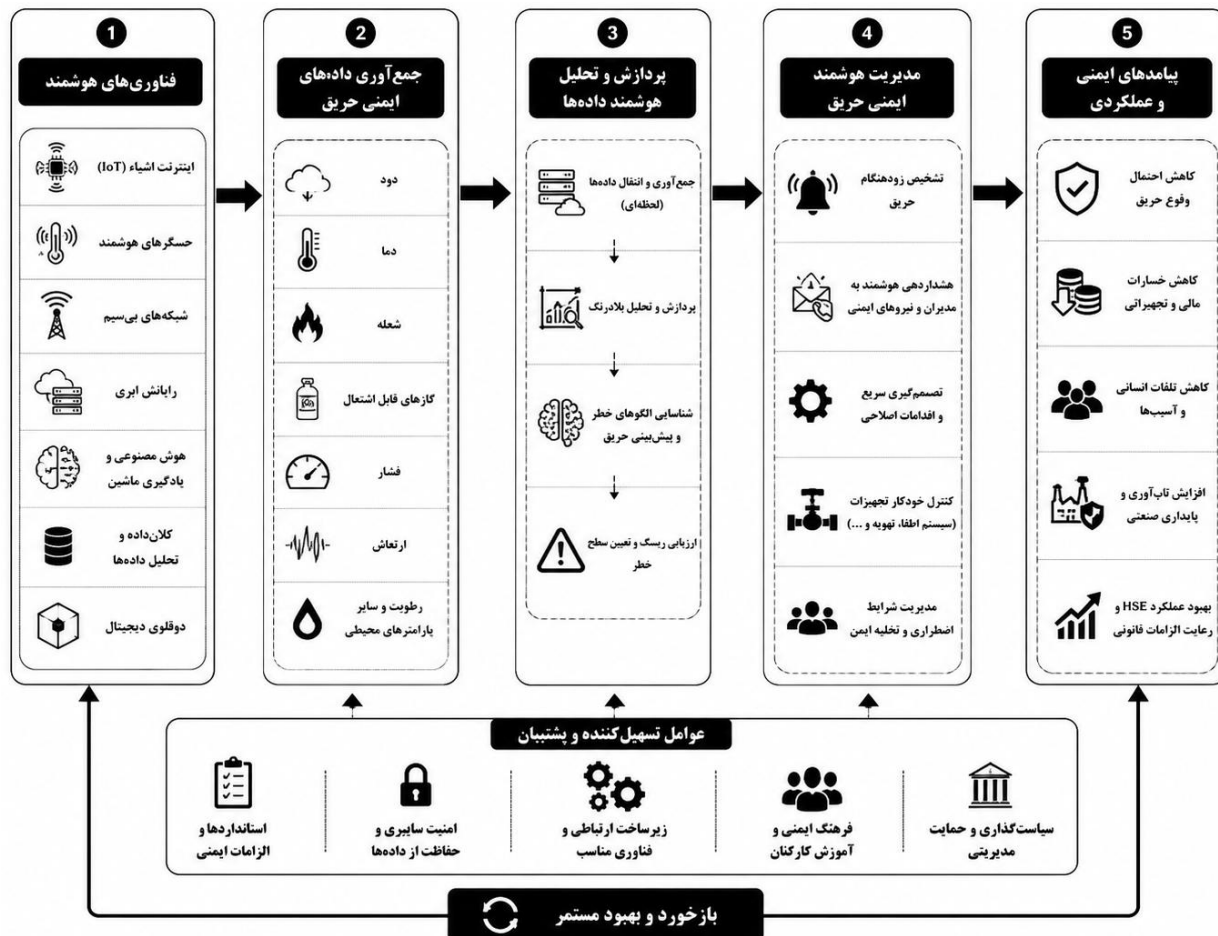 1
فناوری‌های هوشمند
اینترنت اشیاء (IoT)
حسگرهای هوشمند
شبکه‌های بی‌سیم
رایانش ابری
هوش مصنوعی و
یادگیری ماشین
کلان‌داده و
تحلیل داده‌ها
دوقلوی دیجیتال
2
جمع‌آوری داده‌های
ایمنی حریق
دود
دما
شعله
گازهای قابل اشتعال
فشار
ارتعاش
رطوبت و سایر
پارامترهای محیطی
3
پردازش و تحلیل
هوشمند داده‌ها
جمع‌آوری و انتقال داده‌ها
(لحظه‌ای)
پردازش و تحلیل بلادرنگ
شناسایی الگوهای خطر
و پیش‌بینی حریق
ارزیابی ریسک و تعیین سطح
خطر
4
مدیریت هوشمند
ایمنی حریق
تشخیص زودهنگام
حریق
هشداردهی هوشمند به
مدیران و نیروهای ایمنی
تصمیم‌گیری سریع
و اقدامات اصلاحی
کنترل خودکار تجهیزات
(سیستم اطفا، تهویه و ...)
مدیریت شرایط
اضطراری و تخلیه ایمن
5
پیامدهای ایمنی
و عملکردی
کاهش احتمال
وقوع حریق
کاهش خسارات
مالی و تجهیزاتی
کاهش تلفات انسانی
و آسیب‌ها
افزایش تاب‌آوری و
پایداری صنعتی
بهبود عملکرد HSE و
رعایت الزامات قانونی
عوامل تسهیل‌کننده و پشتیبان
سیاست‌گذاری و حمایت
مدیریتی
فرهنگ ایمنی و
آموزش کارکنان
زیرساخت ارتباطی و
فناوری مناسب
امنیت سایبری و
حفاظت از داده‌ها
استانداردها و
الزامات ایمنی
بازخورد و بهبود مستمر